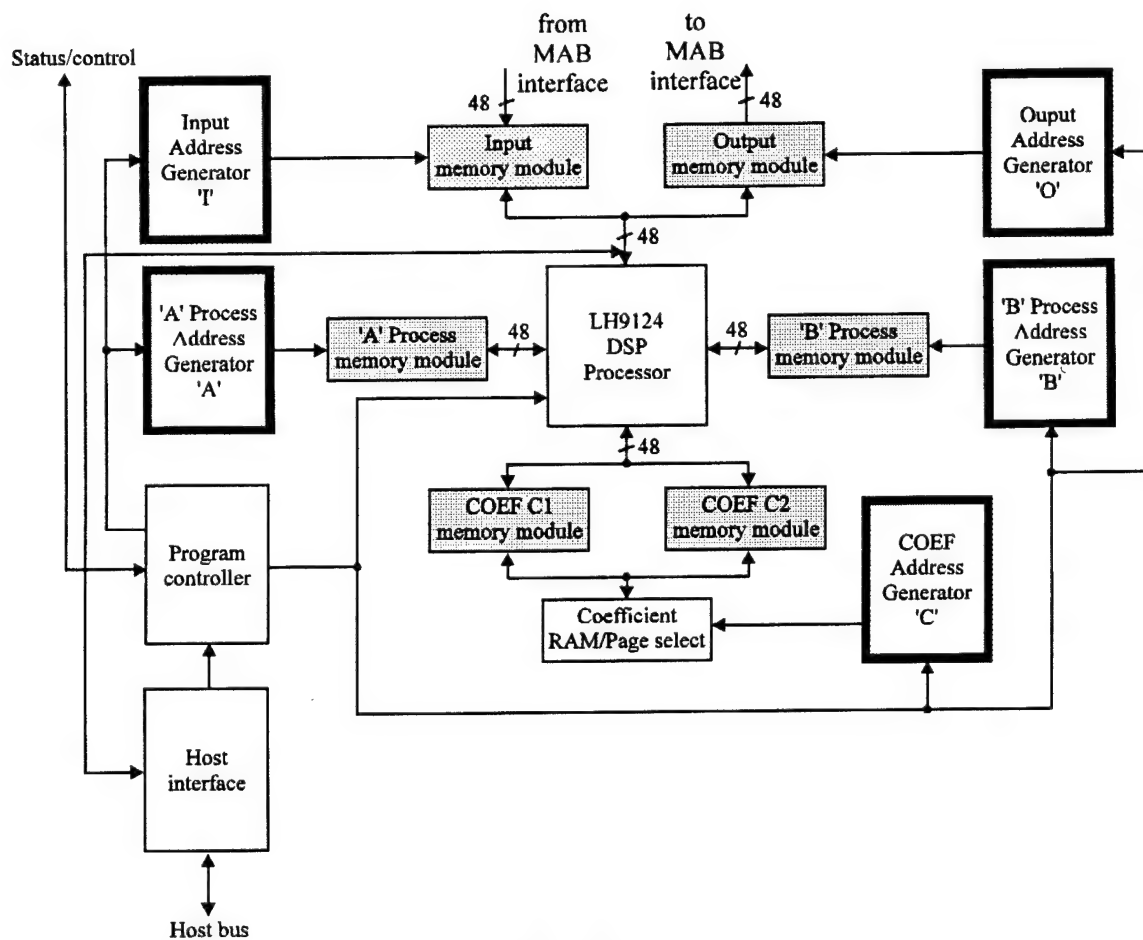 from
MAB
interface
to
MAB
interface
Status/control
48
48
Input
Address
Generator
'I'
Input
memory module
Output
memory module
Ouput
Address
Generator
'O'
48
'A' Process
Address
Generator
'A'
'A' Process
memory module
48
LH9124
DSP
Processor
48
'B' Process
memory module
'B' Process
Address
Generator
'B'
48
COEF C1
memory module
COEF C2
memory module
Program
controller
COEF
Address
Generator
'C'
Coefficient
RAM/Page select
Host
interface
Host bus